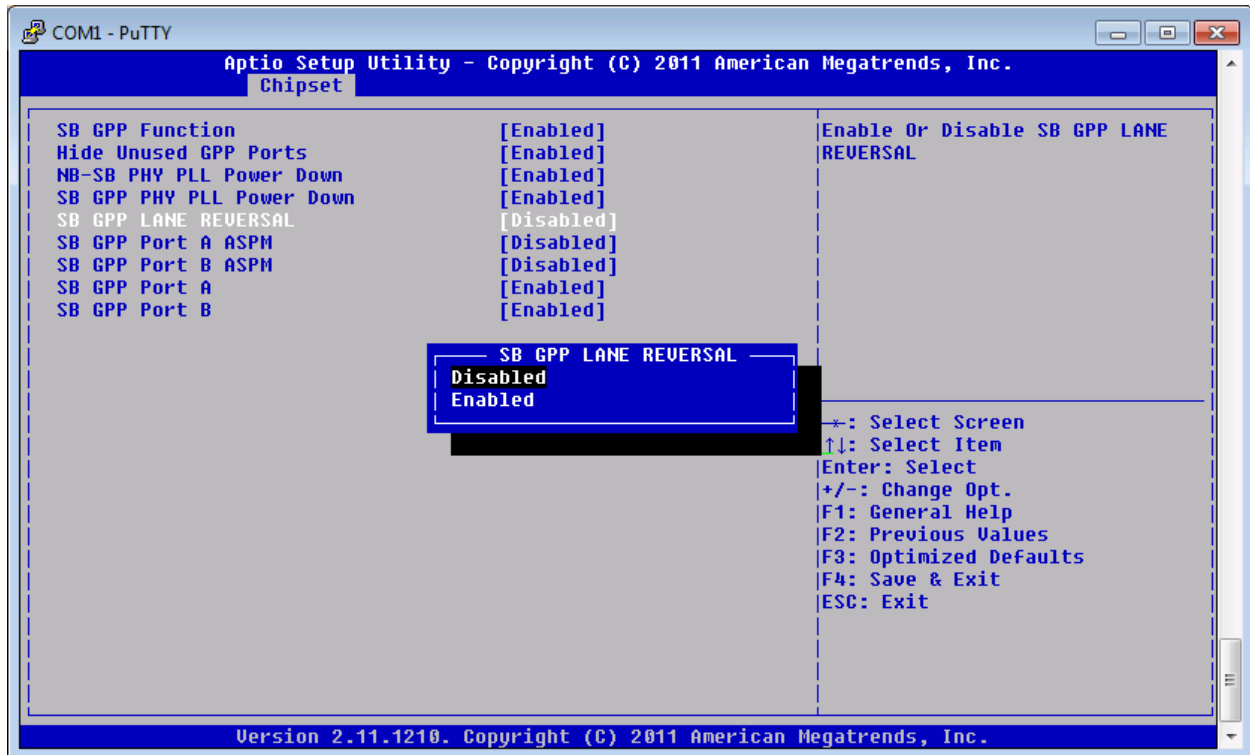 COM1 - PuTTY
Aptio Setup Utility - Copyright (C) 2011 American Megatrends, Inc.
Chipset
SB GPP Function [Enabled]
Hide Unused GPP Ports [Enabled]
NB-SB PHY PLL Power Down [Enabled]
SB GPP PHY PLL Power Down [Enabled]
SB GPP LANE REVERSAL [Disabled]
SB GPP Port A ASPM [Disabled]
SB GPP Port B ASPM [Disabled]
SB GPP Port A [Enabled]
SB GPP Port B [Enabled]
Enable Or Disable SB GPP LANE
REVERSAL
SB GPP LANE REVERSAL
Disabled
Enabled
→←: Select Screen
↑↓: Select Item
Enter: Select
+/-: Change Opt.
F1: General Help
F2: Previous Values
F3: Optimized Defaults
F4: Save & Exit
ESC: Exit
Version 2.11.1210. Copyright (C) 2011 American Megatrends, Inc.